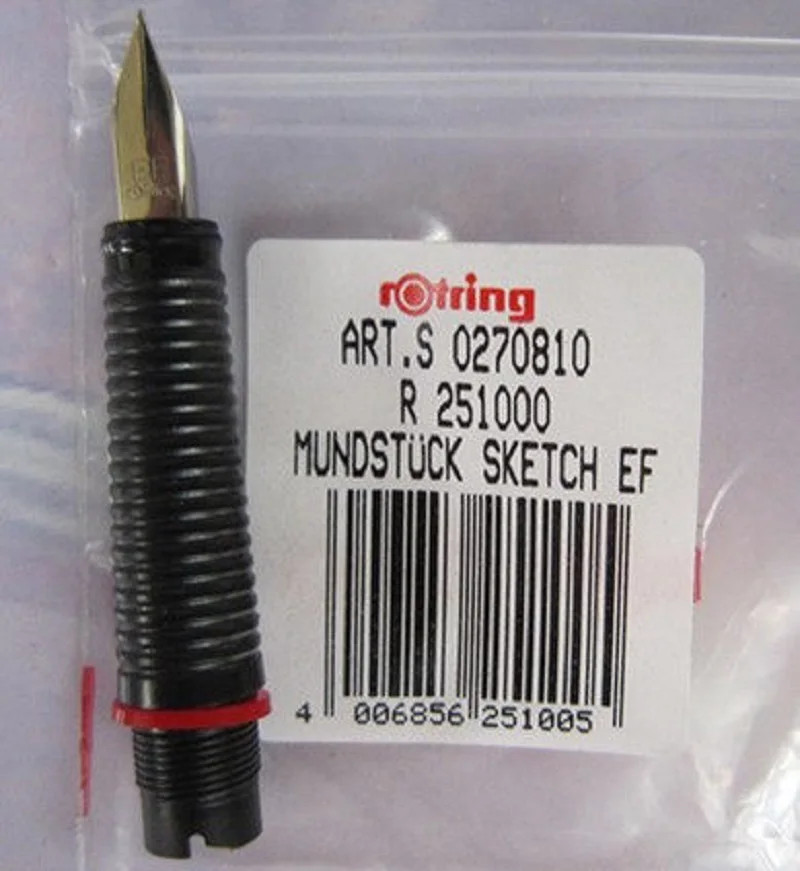 rotring
ART.S 0270810
R 251000
MUNDSTÜCK SKETCH EF
4 006856 251005